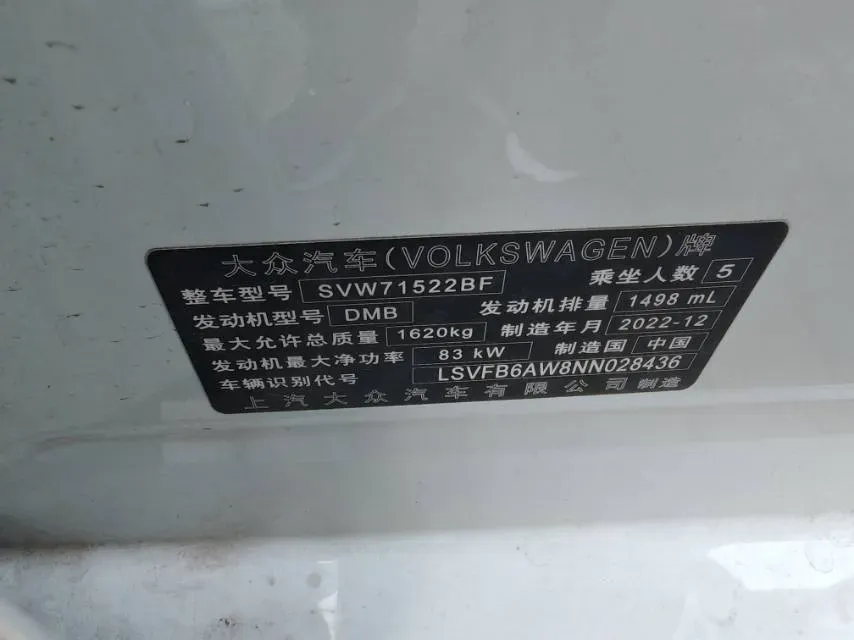 大众汽车(VOLKSWAGEN)牌
整车型号 SVW71522BF 乘坐人数 5
发动机型号 DMB 发动机排量 1498 mL
最大允许总质量 1620kg 制造年月 2022-12
发动机最大净功率 83 kW 制造国 中国
车辆识别代号 LSVFB6AW8NN028436
上汽大众汽车有限公司 制造